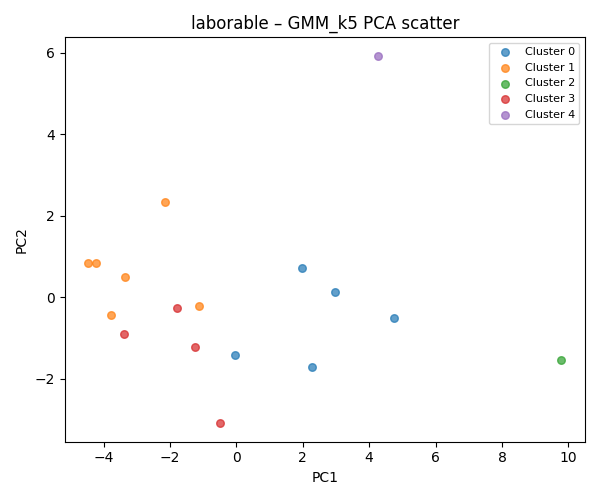 laborable – GMM_k5 PCA scatter
Cluster 0
Cluster 1
Cluster 2
Cluster 3
Cluster 4
6
4
2
0
−2
PC2
−4
−2
0
2
4
6
8
10
PC1